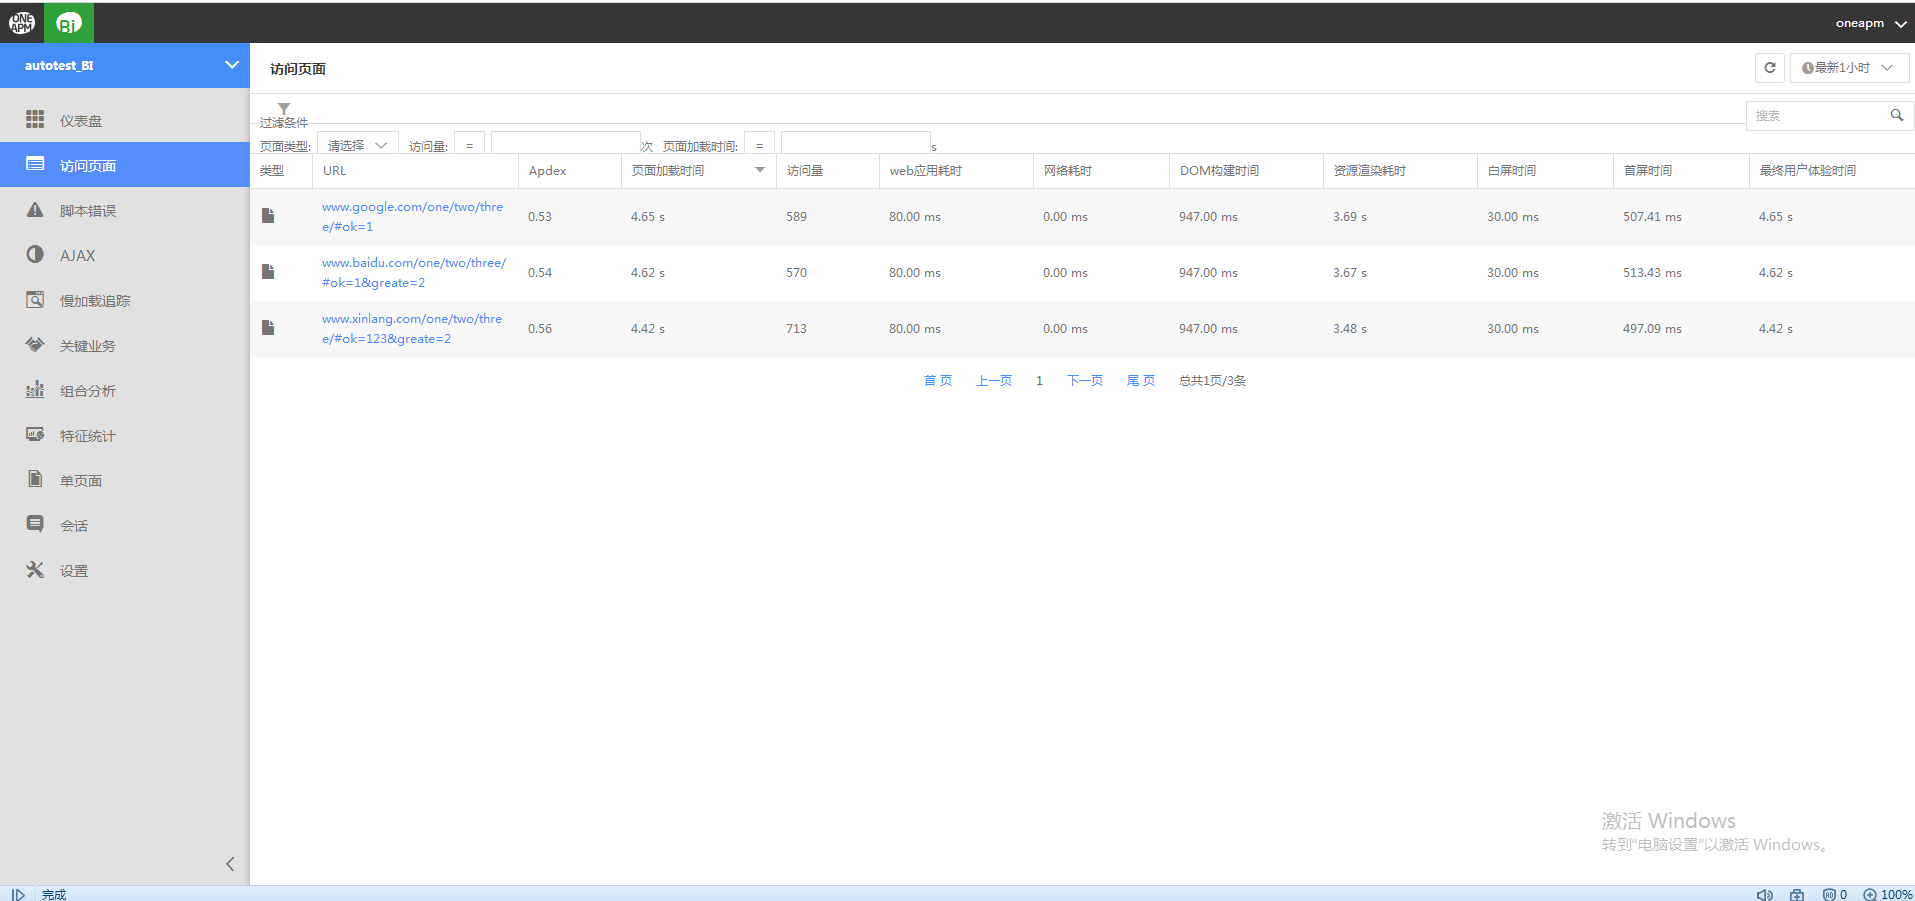 ONE APM Bi oneapm
autotest_BI
访问页面
最新1小时
仪表盘
访问页面
脚本错误
AJAX
慢加载追踪
关键业务
组合分析
特征统计
单页面
会话
设置
过滤条件
搜索
页面类型: 请选择 访问量: = 次 页面加载时间: = s
类型 URL Apdex 页面加载时间 访问量 web应用耗时 网络耗时 DOM构建时间 资源渲染耗时 白屏时间 首屏时间 最终用户体验时间
www.google.com/one/two/thre
e/#ok=1
0.53 4.65 s 589 80.00 ms 0.00 ms 947.00 ms 3.69 s 30.00 ms 507.41 ms 4.65 s
www.baidu.com/one/two/three/
#ok=1&greate=2
0.54 4.62 s 570 80.00 ms 0.00 ms 947.00 ms 3.67 s 30.00 ms 513.43 ms 4.62 s
www.xinlang.com/one/two/thre
e/#ok=123&greate=2
0.56 4.42 s 713 80.00 ms 0.00 ms 947.00 ms 3.48 s 30.00 ms 497.09 ms 4.42 s
首 页 上一页 1 下一页 尾 页 总共1页/3条
激活 Windows
转到"电脑设置"以激活 Windows。
完成 0 100%